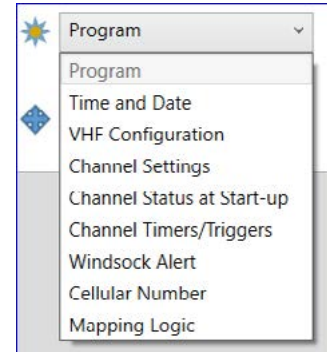 Program
Program
Time and Date
VHF Configuration
Channel Settings
Channel Status at Start-up
Channel Timers/Triggers
Windsock Alert
Cellular Number
Mapping Logic